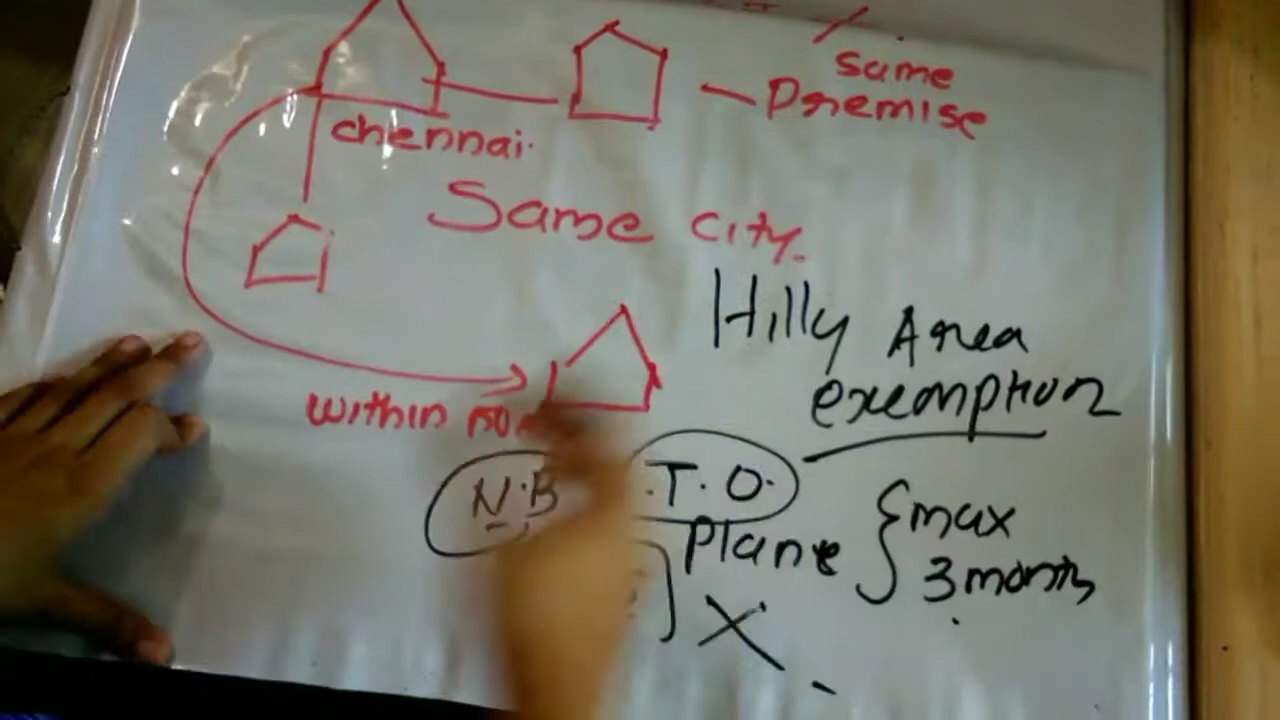 same
Premise
chennai.
Same city.
Hilly Area
exemption
within
N.B
.T.O.
Plane
{max
3 month
X